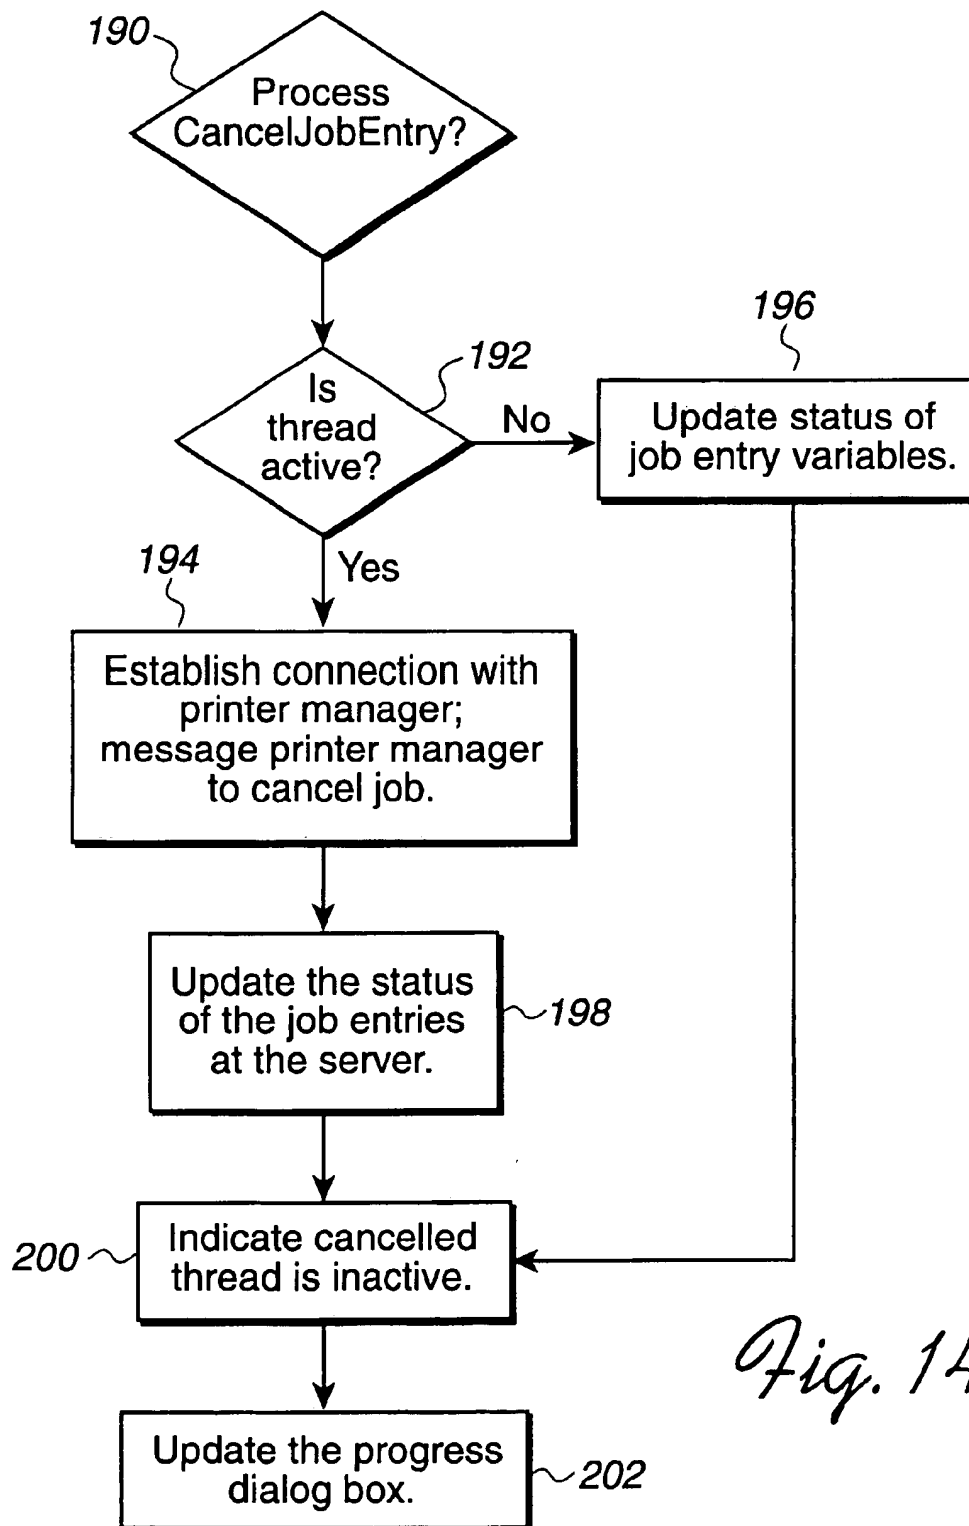 190
Process
CancelJobEntry?
192
Is
thread
active?
No
196
Update status of
job entry variables.
Yes
194
Establish connection with
printer manager;
message printer manager
to cancel job.
Update the status
of the job entries
at the server.
198
200
Indicate cancelled
thread is inactive.
Fig. 14
Update the progress
dialog box.
202